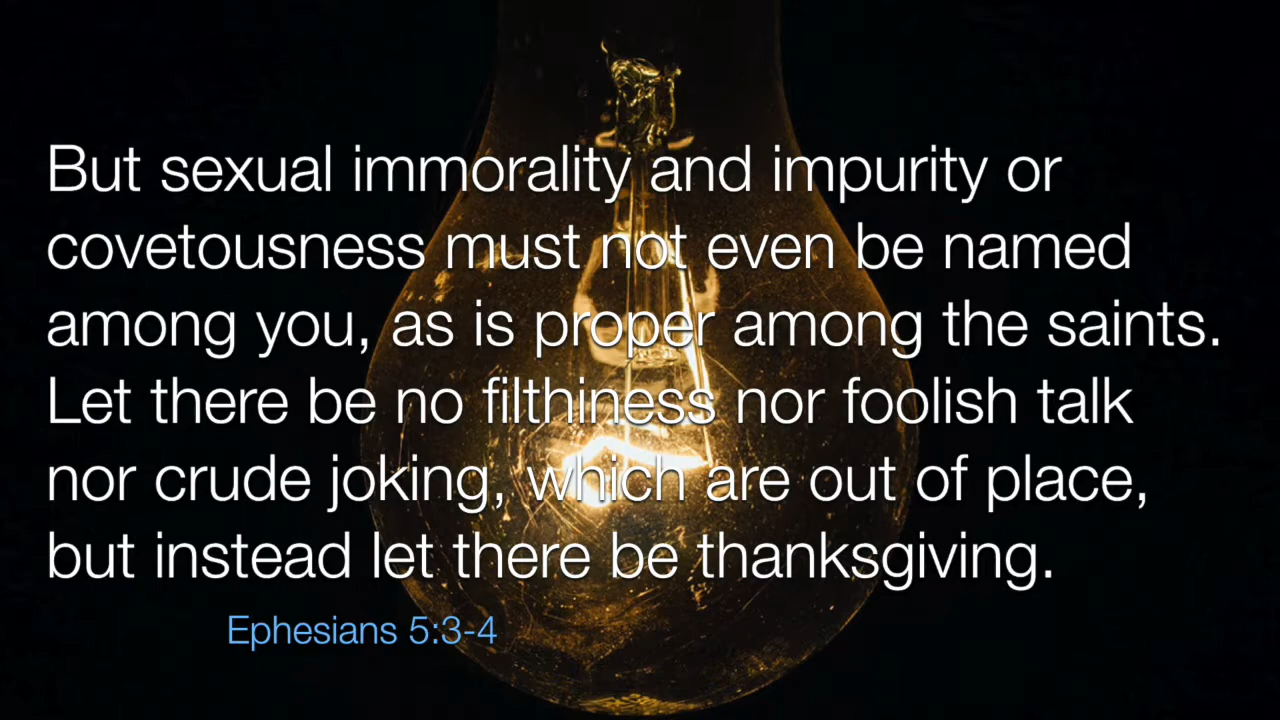 But sexual immorality and impurity or
covetousness must not even be named
among you, as is proper among the saints.
Let there be no filthiness nor foolish talk
nor crude joking, which are out of place,
but instead let there be thanksgiving.
Ephesians 5:3-4